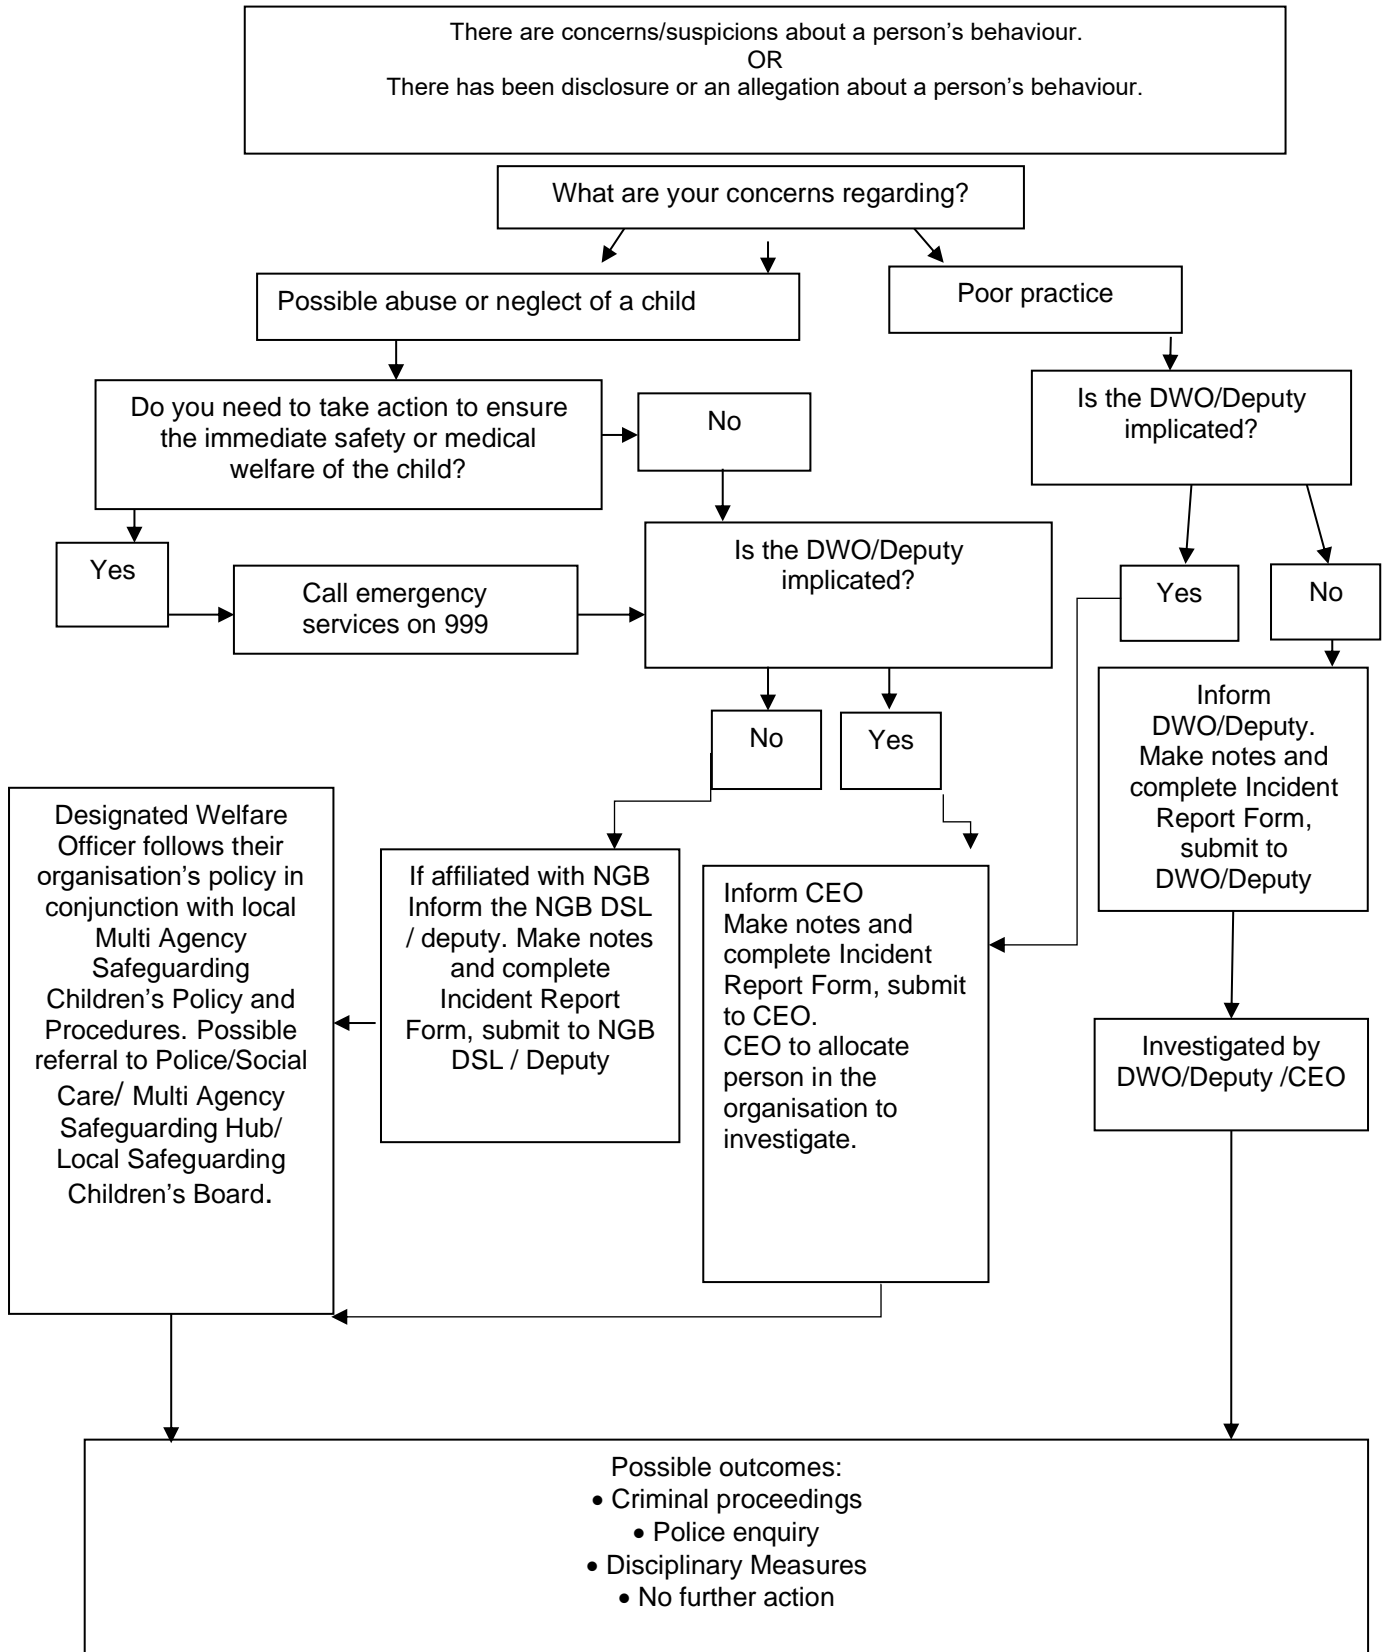 There are concerns/suspicions about a person’s behaviour.
OR
There has been disclosure or an allegation about a person’s behaviour.
What are your concerns regarding?
Possible abuse or neglect of a child
Poor practice
Do you need to take action to ensure
the immediate safety or medical
welfare of the child?
No
Is the DWO/Deputy
implicated?
Yes
Call emergency
services on 999
Is the DWO/Deputy
implicated?
Yes
No
No
Yes
Inform
DWO/Deputy.
Make notes and
complete Incident
Report Form,
submit to
DWO/Deputy
Designated Welfare
Officer follows their
organisation’s policy in
conjunction with local
Multi Agency
Safeguarding
Children’s Policy and
Procedures. Possible
referral to Police/Social
Care/ Multi Agency
Safeguarding Hub/
Local Safeguarding
Children’s Board.
If affiliated with NGB
Inform the NGB DSL
/ deputy. Make notes
and complete
Incident Report
Form, submit to NGB
DSL / Deputy
Inform CEO
Make notes and
complete Incident
Report Form, submit
to CEO.
CEO to allocate
person in the
organisation to
investigate.
Investigated by
DWO/Deputy /CEO
Possible outcomes:
• Criminal proceedings
• Police enquiry
• Disciplinary Measures
• No further action